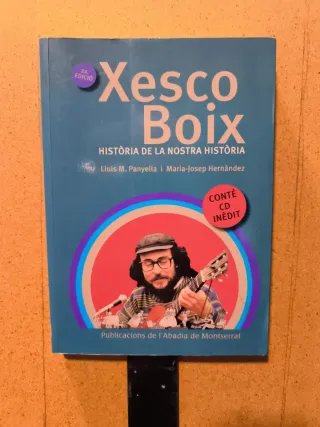 2a.
EDICIÓ
Xesco
Boix
HISTÒRIA DE LA NOSTRA HISTÒRIA
Lluís M. Panyella i Maria-Josep Hernàndez
CONTÉ
CD
INÈDIT
Publicacions de l'Abadia de Montserrat